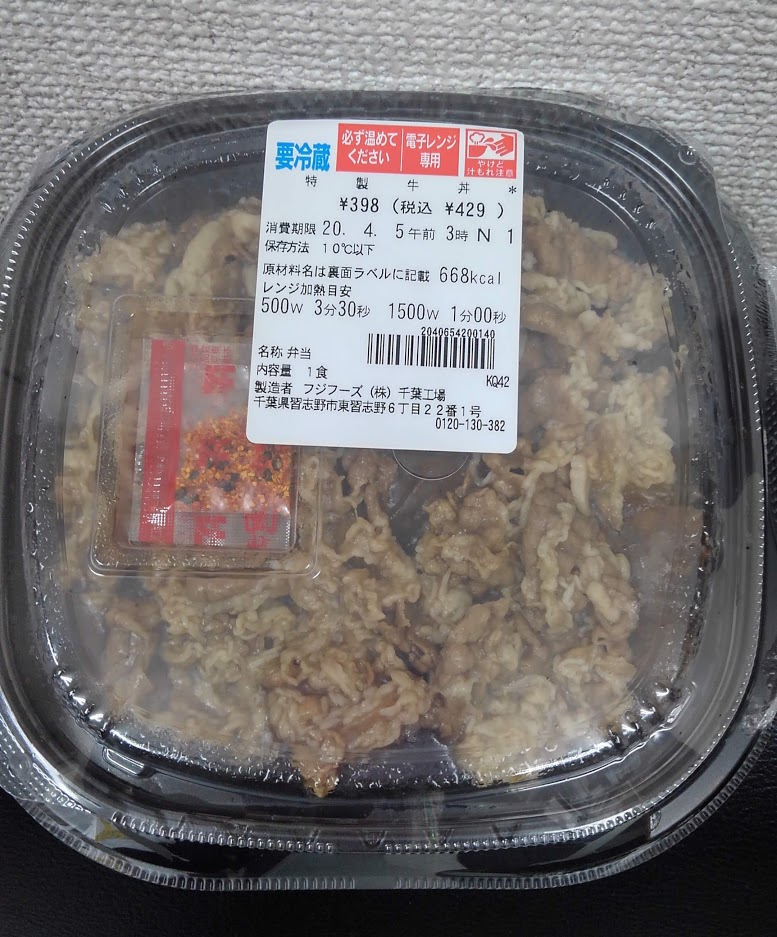 要冷蔵
必ず温めて
ください
電子レンジ
専用
やけど
汁もれ注意
特製牛丼 *
¥398 (税込 ¥429 )
消費期限 20. 4. 5午前 3時 N 1
保存方法 10℃以下
原材料名は裏面ラベルに記載 668kcal
レンジ加熱目安
500W 3分30秒 1500W 1分00秒
2040654200140
名称 弁当
内容量 1食
KQ42
製造者 フジフーズ (株) 千葉工場
千葉県習志野市東習志野6丁目22番1号
0120-130-382